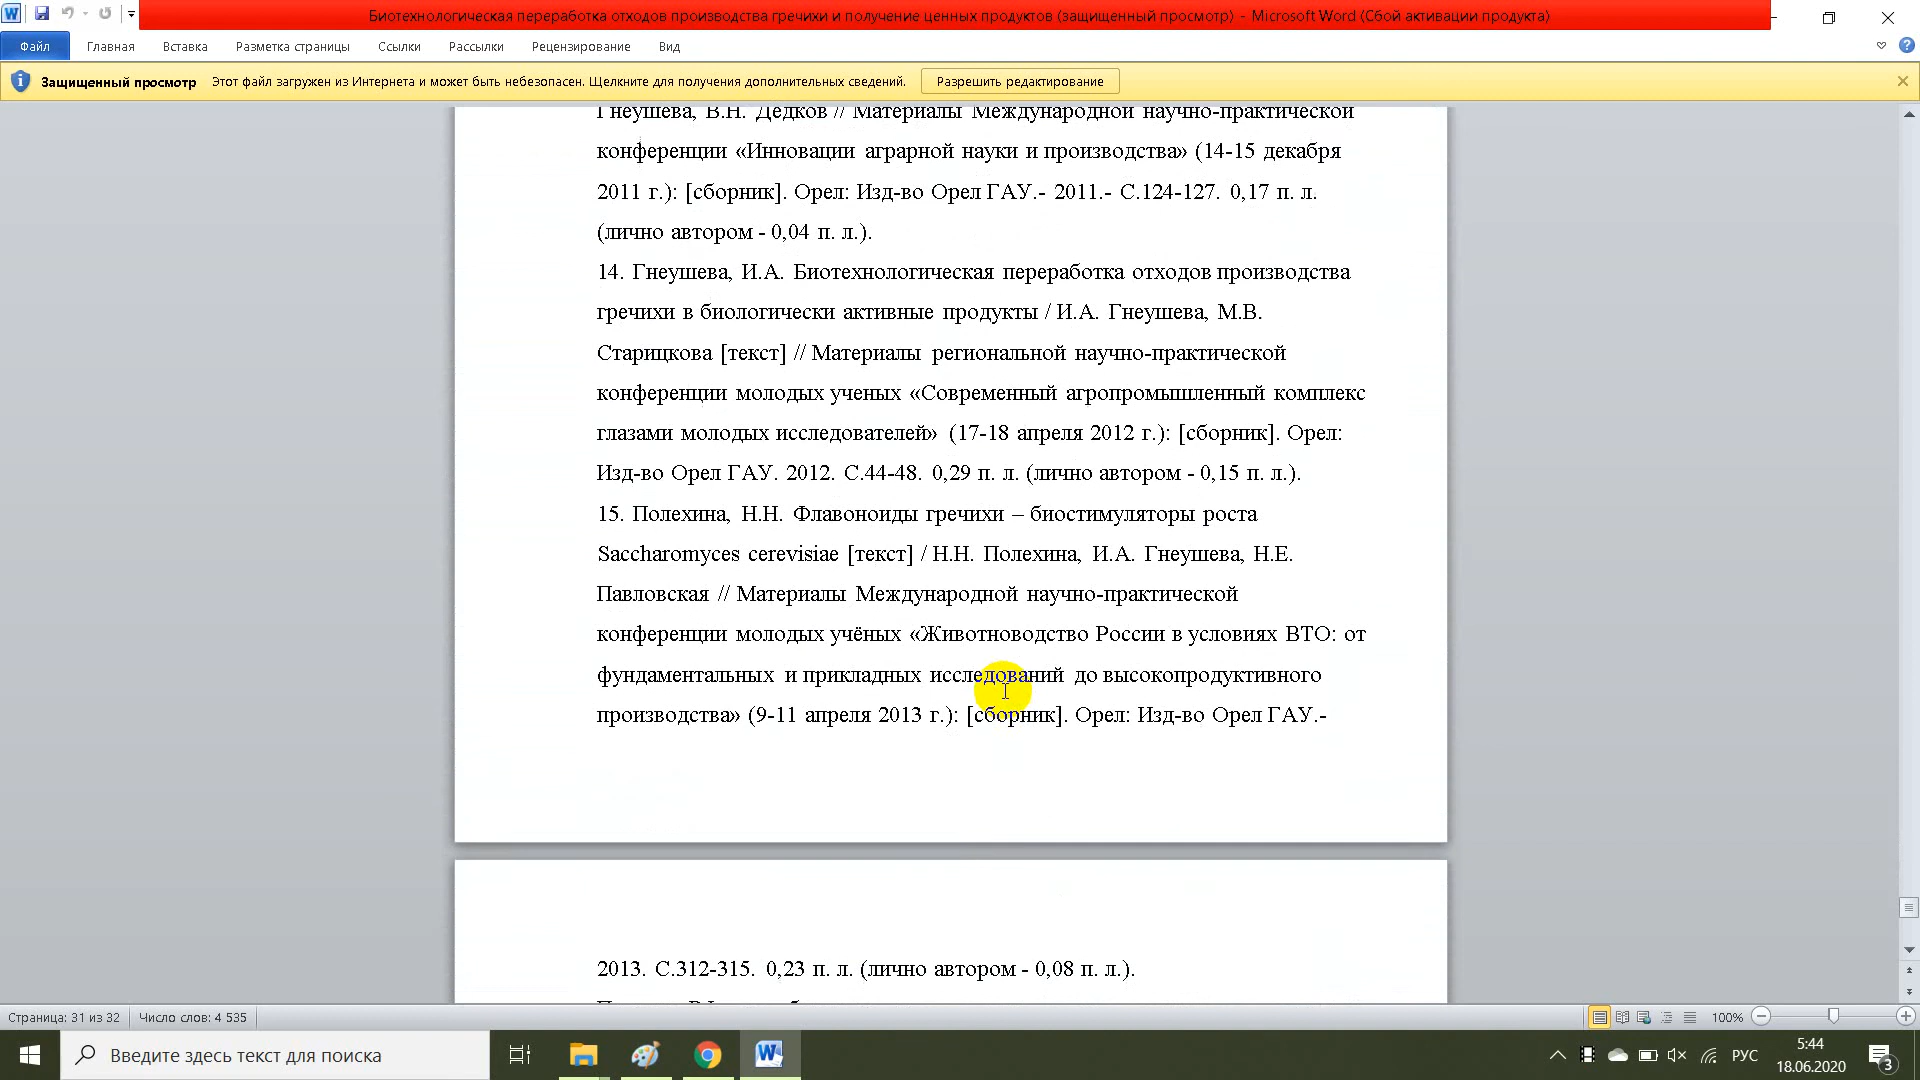 Биотехнологическая переработка отходов производства гречихи и получение ценных продуктов (защищенный просмотр) - Microsoft Word (Сбой активации продукта)
Файл Главная Вставка Разметка страницы Ссылки Рассылки Рецензирование Вид
Защищенный просмотр Этот файл загружен из Интернета и может быть небезопасен. Щелкните для получения дополнительных сведений. Разрешить редактирование
Гнеушева, В.Н. Дедков // Материалы Международной научно-практической
конференции «Инновации аграрной науки и производства» (14-15 декабря
2011 г.): [сборник]. Орел: Изд-во Орел ГАУ.- 2011.- С.124-127. 0,17 п. л.
(лично автором - 0,04 п. л.).
14. Гнеушева, И.А. Биотехнологическая переработка отходов производства
гречихи в биологически активные продукты / И.А. Гнеушева, М.В.
Старицкова [текст] // Материалы региональной научно-практической
конференции молодых ученых «Современный агропромышленный комплекс
глазами молодых исследователей» (17-18 апреля 2012 г.): [сборник]. Орел:
Изд-во Орел ГАУ. 2012. С.44-48. 0,29 п. л. (лично автором - 0,15 п. л.).
15. Полехина, Н.Н. Флавоноиды гречихи – биостимуляторы роста
Saccharomyces cerevisiae [текст] / Н.Н. Полехина, И.А. Гнеушева, Н.Е.
Павловская // Материалы Международной научно-практической
конференции молодых учёных «Животноводство России в условиях ВТО: от
фундаментальных и прикладных исследований до высокопродуктивного
производства» (9-11 апреля 2013 г.): [сборник]. Орел: Изд-во Орел ГАУ.-
2013. С.312-315. 0,23 п. л. (лично автором - 0,08 п. л.).
Страница: 31 из 32 Число слов: 4 535 100%
Введите здесь текст для поиска РУС 5:44
18.06.2020 3